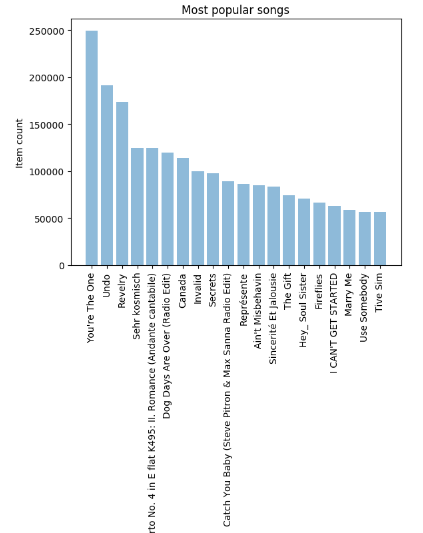 Most popular songs
Item count
250000
200000
150000
100000
50000
0
You're The One
Undo
Revelry
Sehr kosmisch
rto No. 4 in E flat K495: II. Romance (Andante cantabile)
Dog Days Are Over (Radio Edit)
Canada
Invalid
Secrets
Catch You Baby (Steve Pitron & Max Sanna Radio Edit)
Représente
Ain't Misbehavin
Sincerité Et Jalousie
The Gift
Hey_ Soul Sister
Fireflies
I CAN'T GET STARTED
Marry Me
Use Somebody
Tive Sim